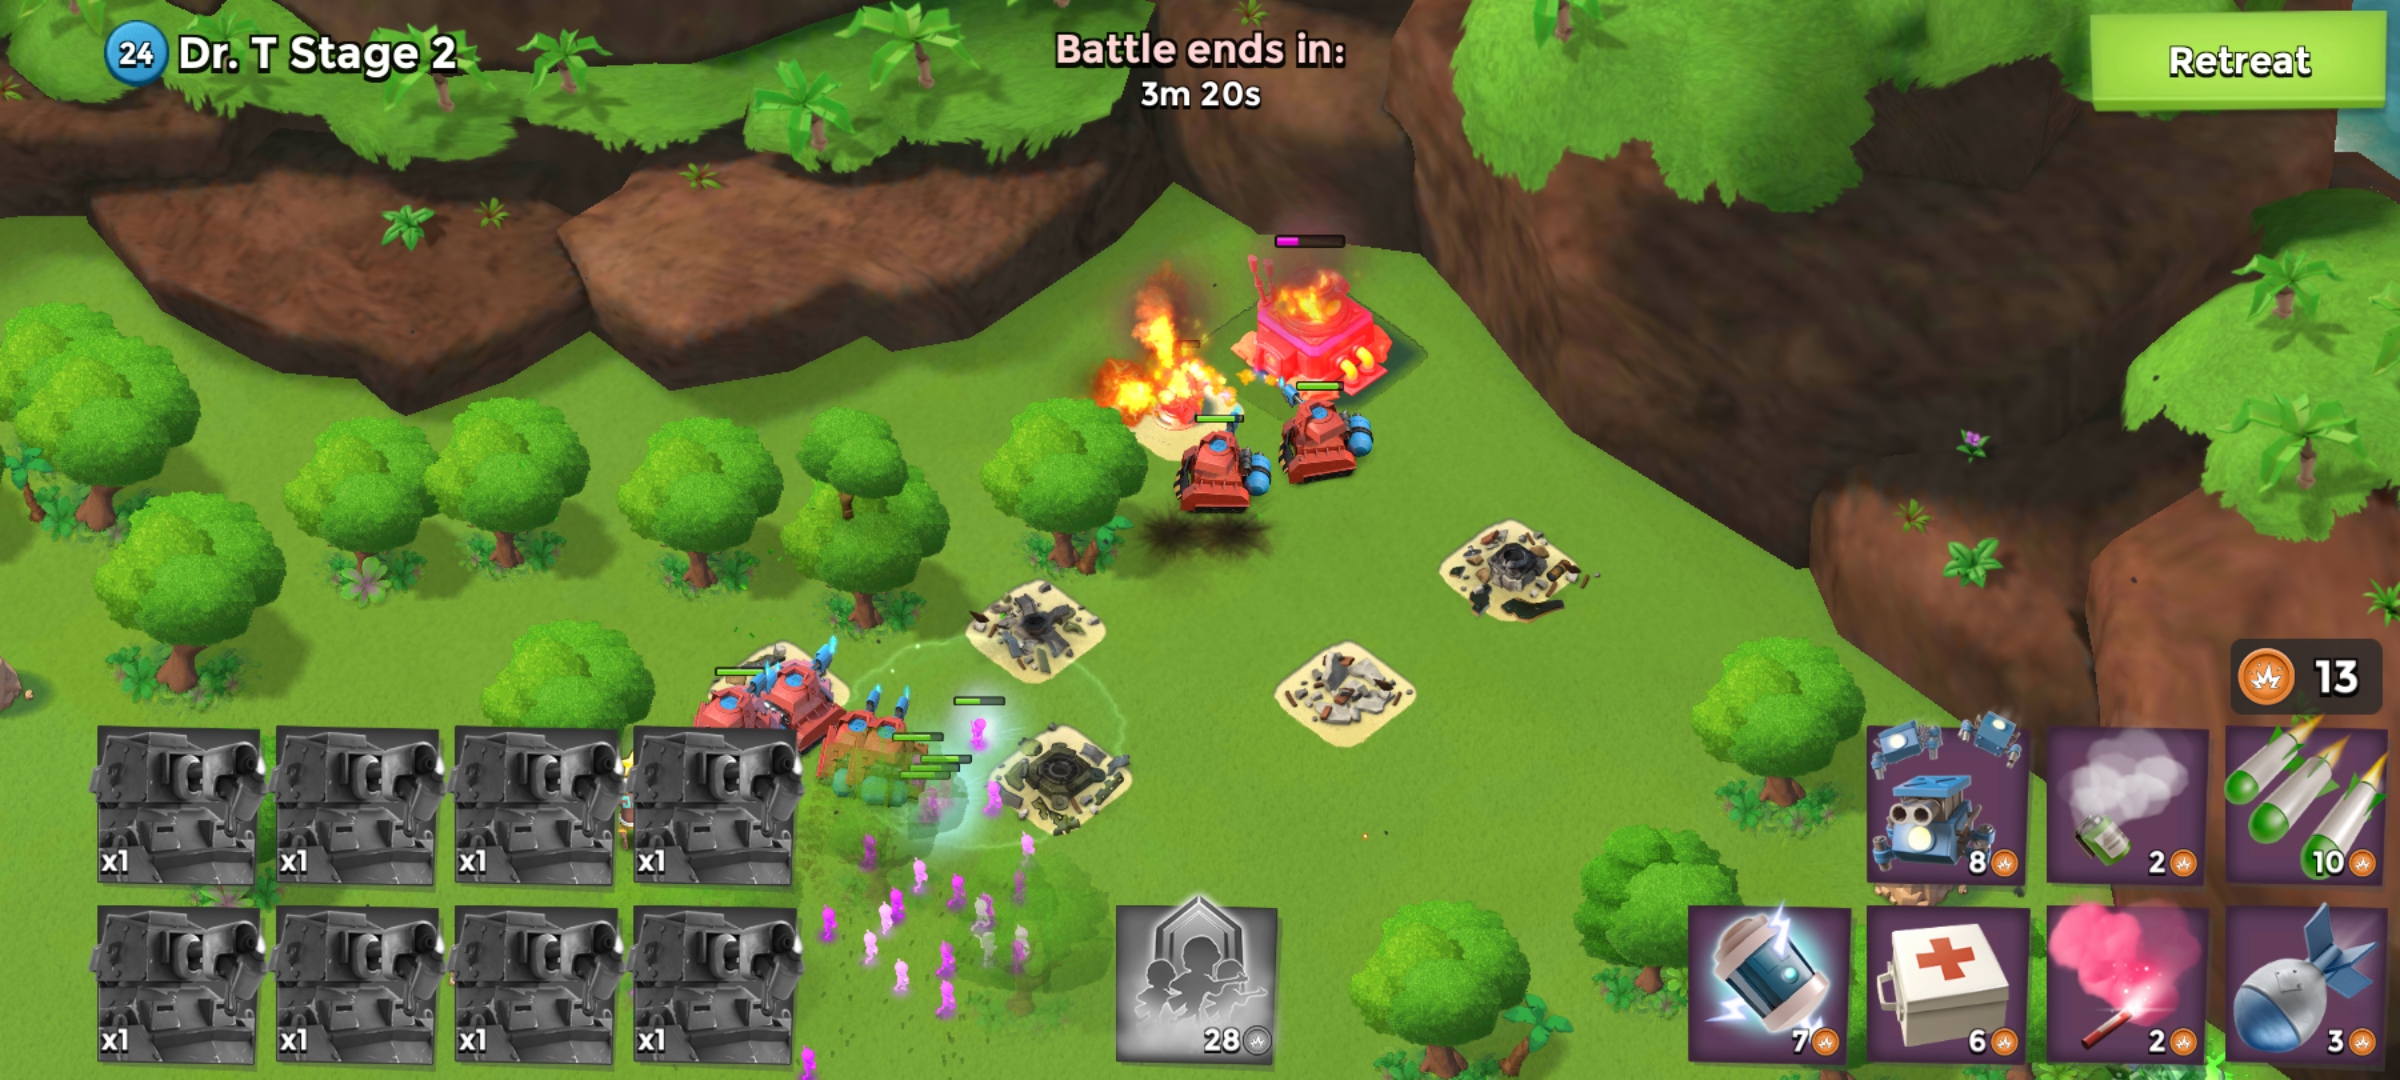 24 Dr. T Stage 2
Battle ends in:
3m 20s
Retreat
13
x1 x1 x1 x1
8 2 10
x1 x1 x1 x1
28
7 6 2 3